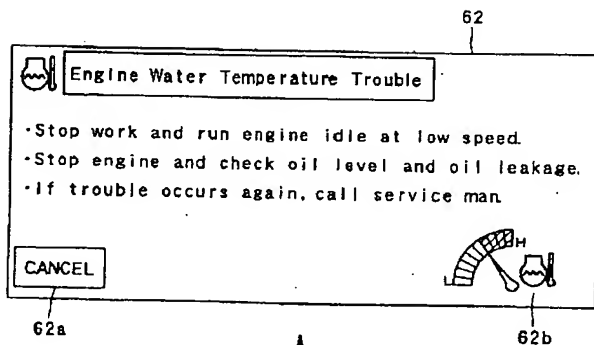 62
Engine Water Temperature Trouble
·Stop work and run engine idle at low speed.
·Stop engine and check oil level and oil leakage.
·If trouble occurs again, call service man.
L H
CANCEL
62a 62b